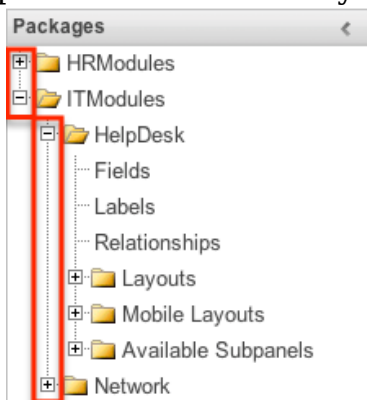 Packages
HRModules
ITModules
HelpDesk
Fields
Labels
Relationships
Layouts
Mobile Layouts
Available Subpanels
Network